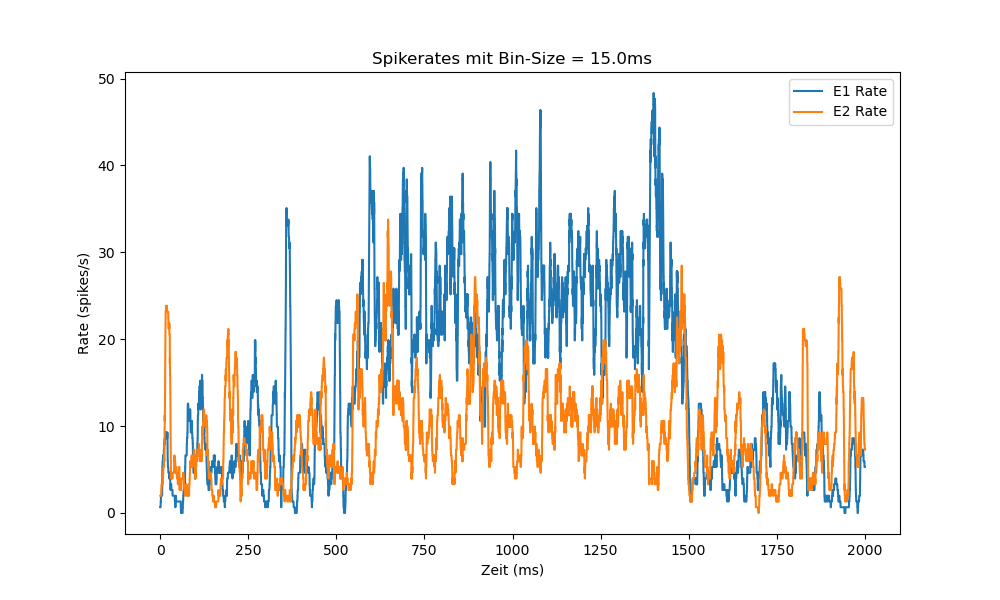 Spikerates mit Bin-Size = 15.0ms
E1 Rate
E2 Rate
Rate (spikes/s)
50
40
30
20
10
0
0 250 500 750 1000 1250 1500 1750 2000
Zeit (ms)